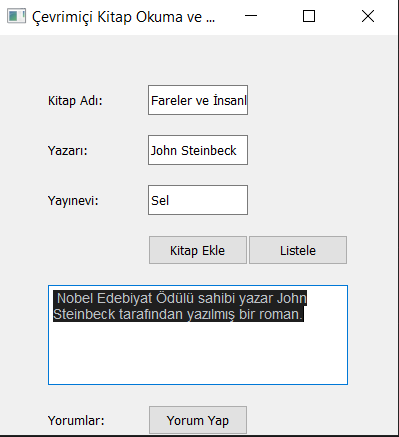 Çevrimiçi Kitap Okuma ve ...
Kitap Adı: Fareler ve İnsanl
Yazarı: John Steinbeck
Yayınevi: Sel
Kitap Ekle Listele
Nobel Edebiyat Ödülü sahibi yazar John
Steinbeck tarafından yazılmış bir roman.
Yorumlar: Yorum Yap